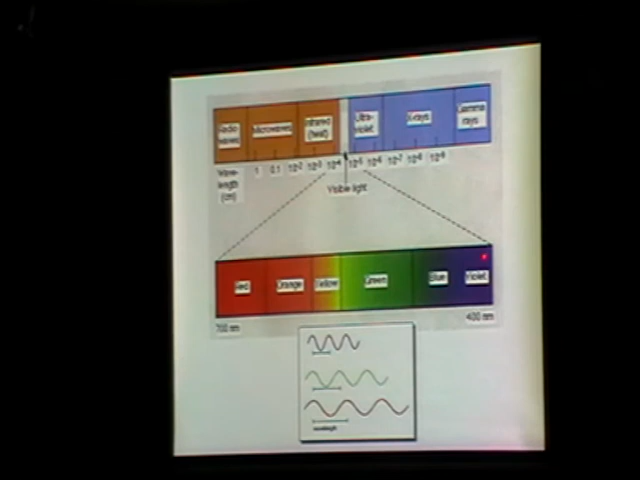 Radio waves
Microwaves
Infrared (heat)
Ultra-violet
X-rays
Gamma rays
Wave-length (cm)
1 0.1 10-2 10-3 10-4 10-5 10-6 10-7 10-8 10-9
Visible light
Red Orange Yellow Green Blue Violet
700 nm
400 nm
wavelength